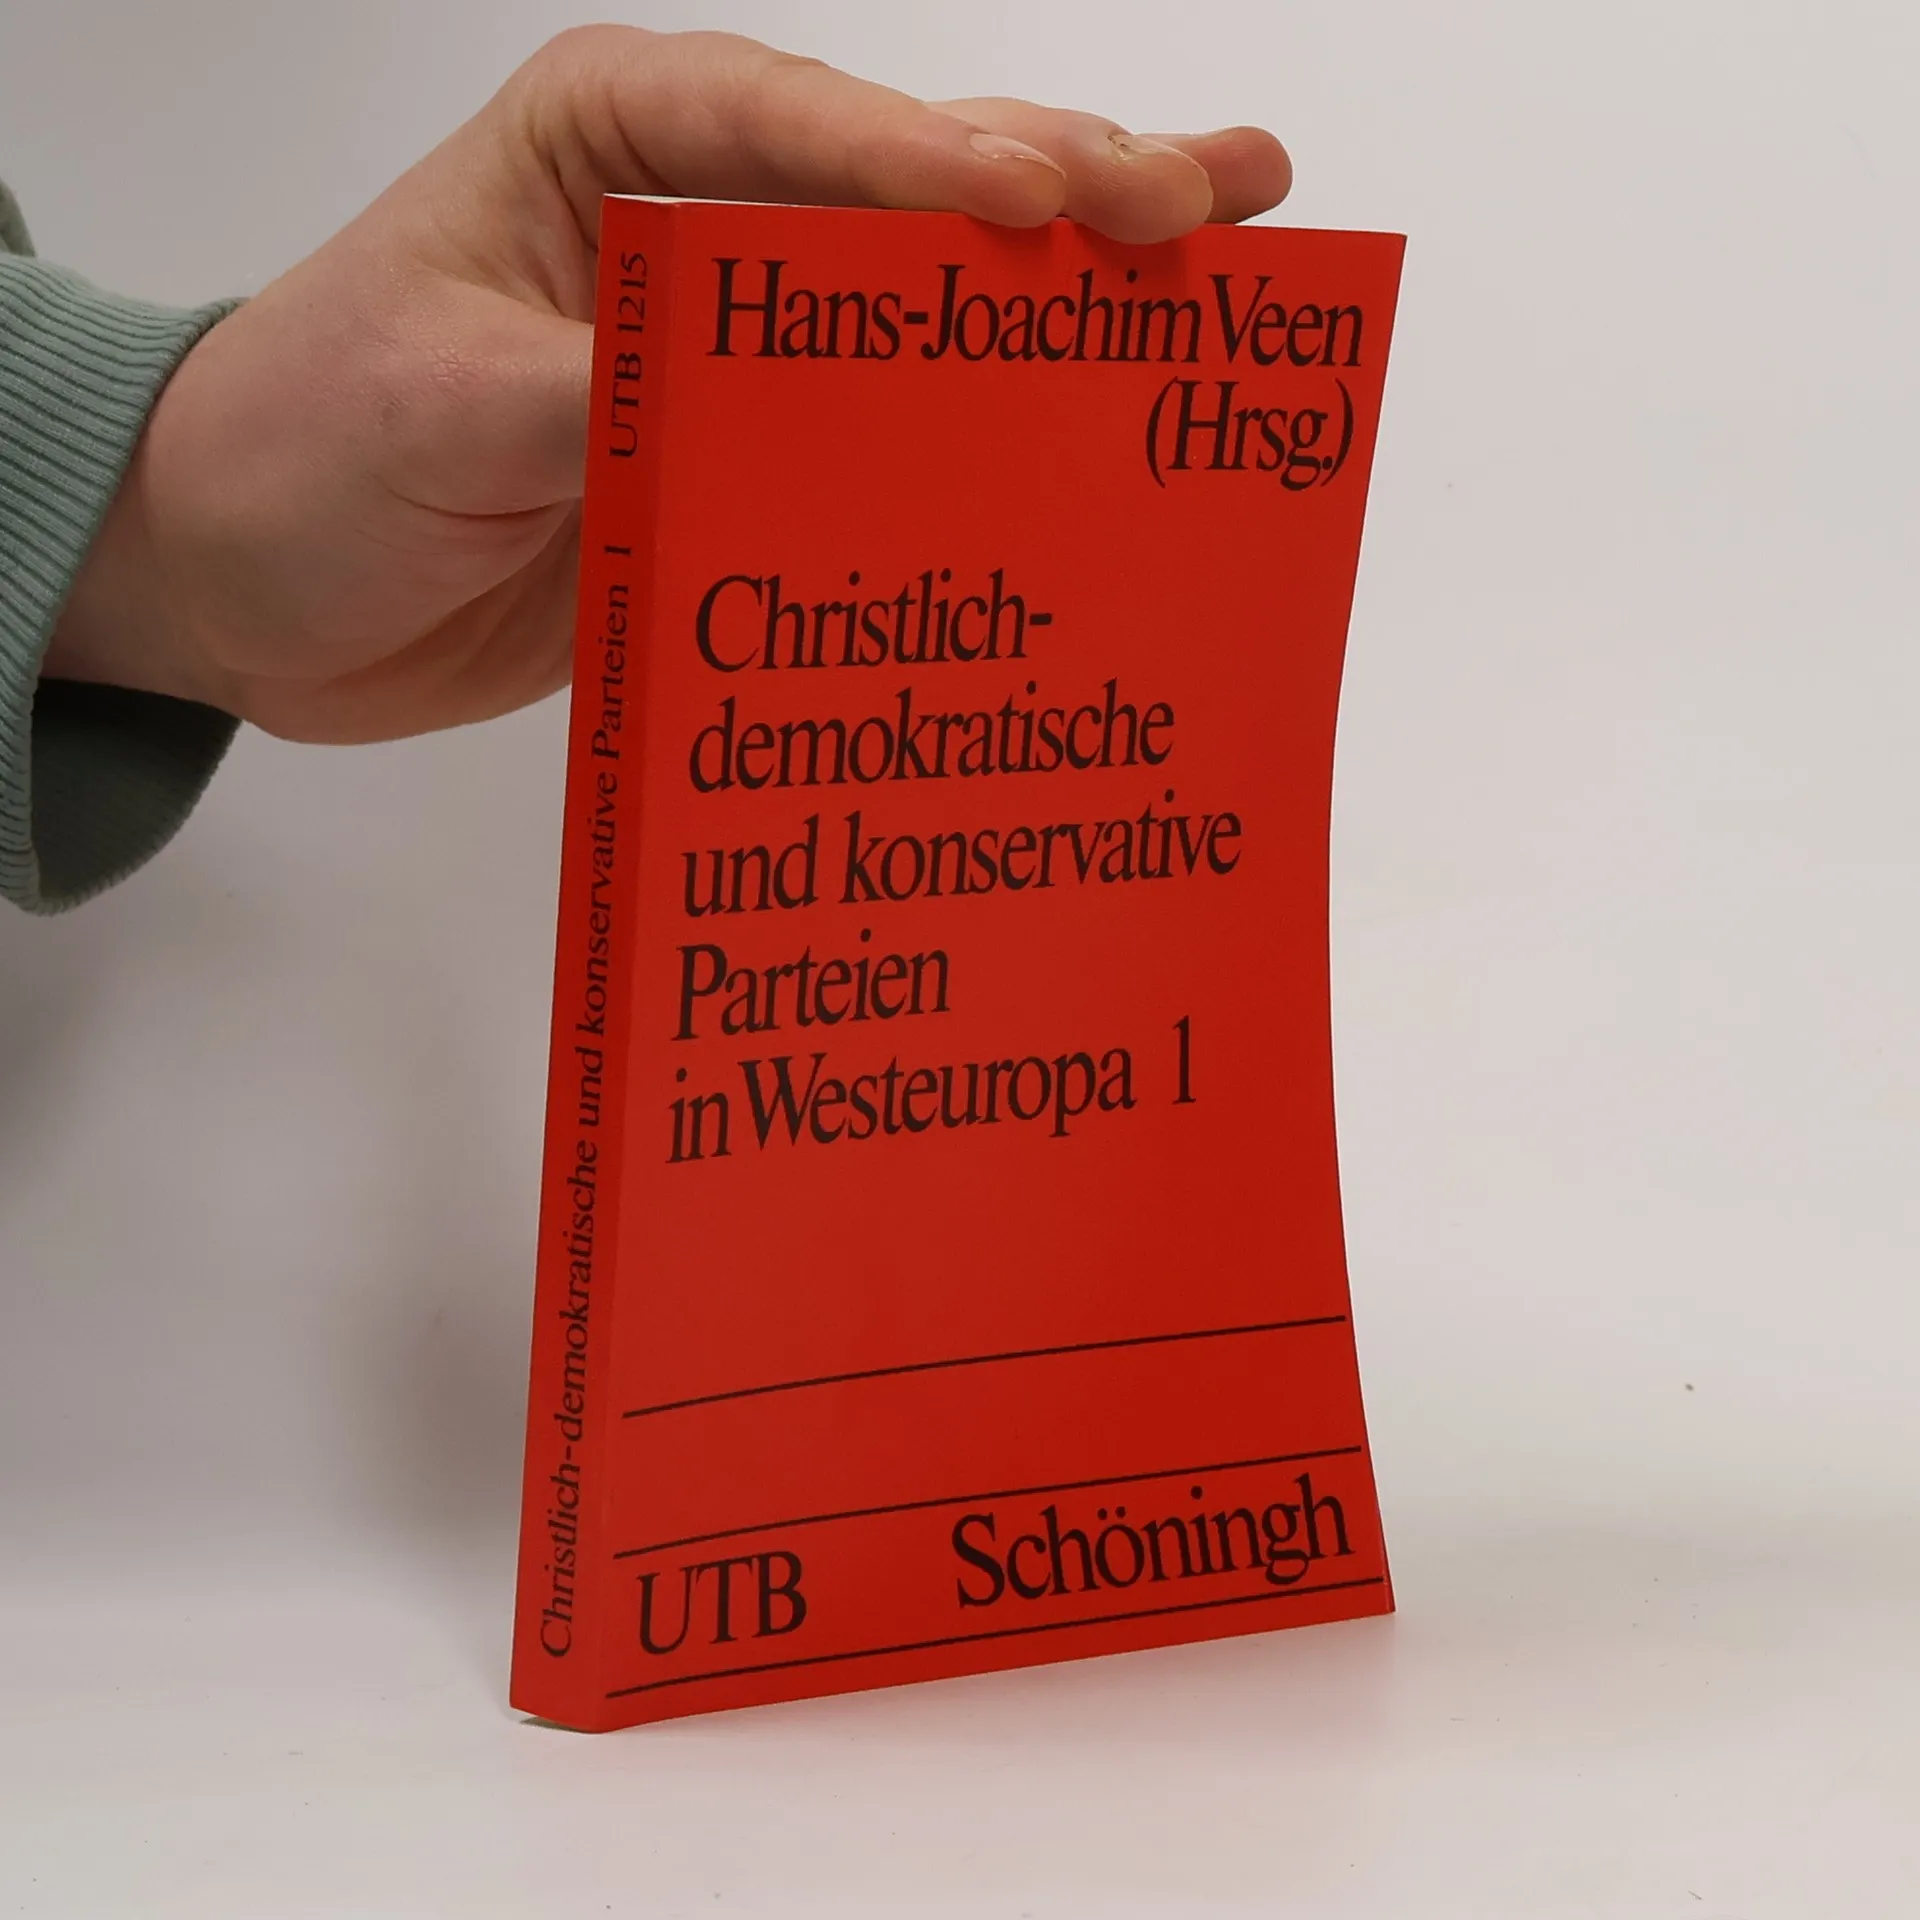 Hans-Joachim Veen
(Hrsg.)
Christlich-
demokratische
und konservative
Parteien
in Westeuropa 1
UTB
Schöningh
Christlich-demokratische und konservative Parteien 1 UTB 1215